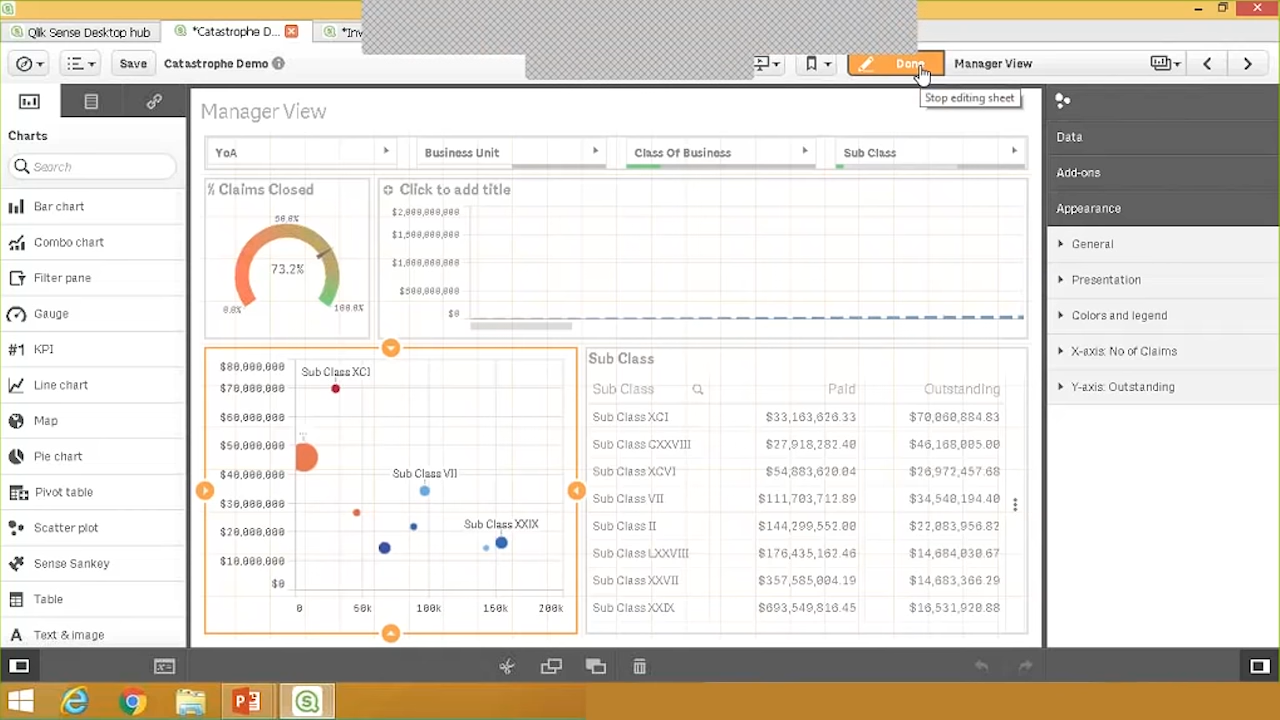 Qlik Sense Desktop hub
*Catastrophe D...
Save
Catastrophe Demo
Done
Manager View
Stop editing sheet
Charts
Search
Bar chart
Combo chart
Filter pane
Gauge
#1 KPI
Line chart
Map
Pie chart
Pivot table
Scatter plot
Sense Sankey
Table
A Text & image
Manager View
YoA
Business Unit
Class Of Business
Sub Class
% Claims Closed
50.0%
73.2%
0.0%
100.0%
Click to add title
$2,000,000,000
$1,500,000,000
$1,000,000,000
$500,000,000
$0
$80,000,000
$70,000,000
$60,000,000
$50,000,000
$40,000,000
$30,000,000
$20,000,000
$10,000,000
$0
Sub Class XCI
...
Sub Class VII
Sub Class XXIX
0 50k 100k 150k 200k
Sub Class
Sub Class Paid Outstanding
Sub Class XCI $33,163,626.33 $70,060,884.83
Sub Class CXXVIII $27,918,282.40 $46,168,005.00
Sub Class XCVI $54,883,620.04 $26,972,457.68
Sub Class VII $111,703,712.89 $34,540,194.40
Sub Class II $144,299,552.00 $22,083,956.82
Sub Class LXXVIII $176,435,162.46 $14,684,030.67
Sub Class XXVII $357,585,004.19 $14,683,366.29
Sub Class XXIX $693,549,816.45 $16,531,920.88
Data
Add-ons
Appearance
General
Presentation
Colors and legend
X-axis: No of Claims
Y-axis: Outstanding